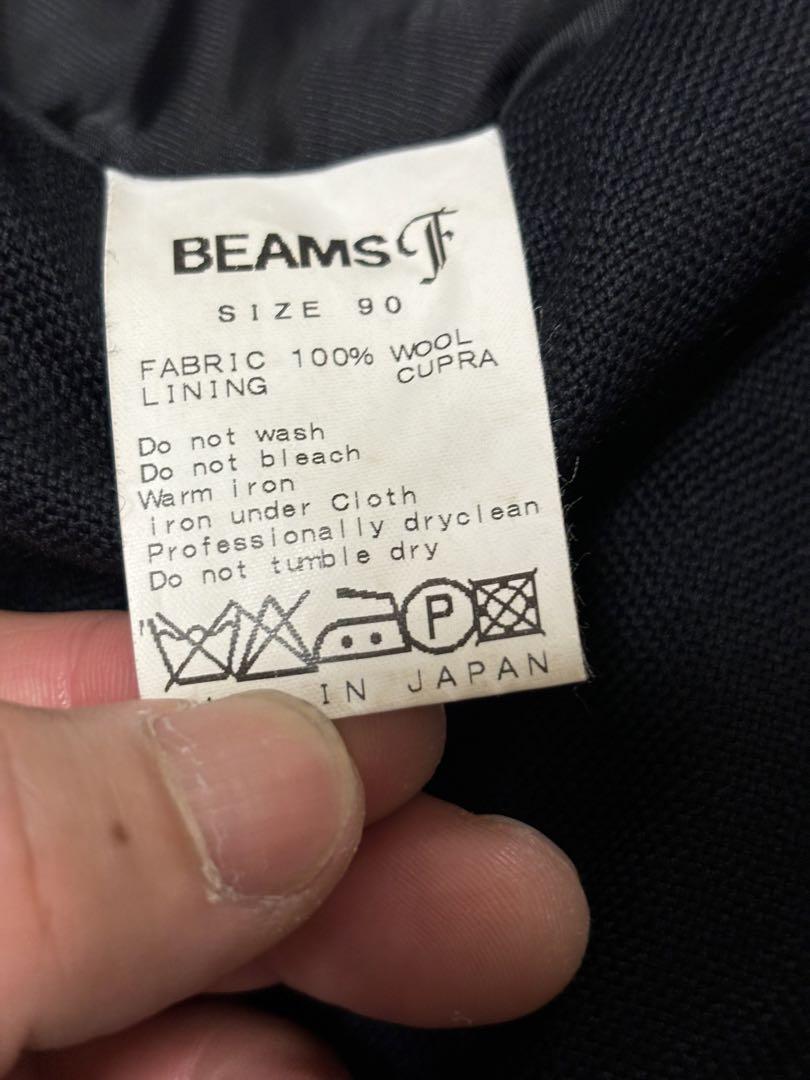 BEAMS F
SIZE 90
FABRIC 100% WOOL
LINING CUPRA
Do not wash
Do not bleach
Warm iron
iron under Cloth
Professionally dryclean
Do not tumble dry
P
IN JAPAN